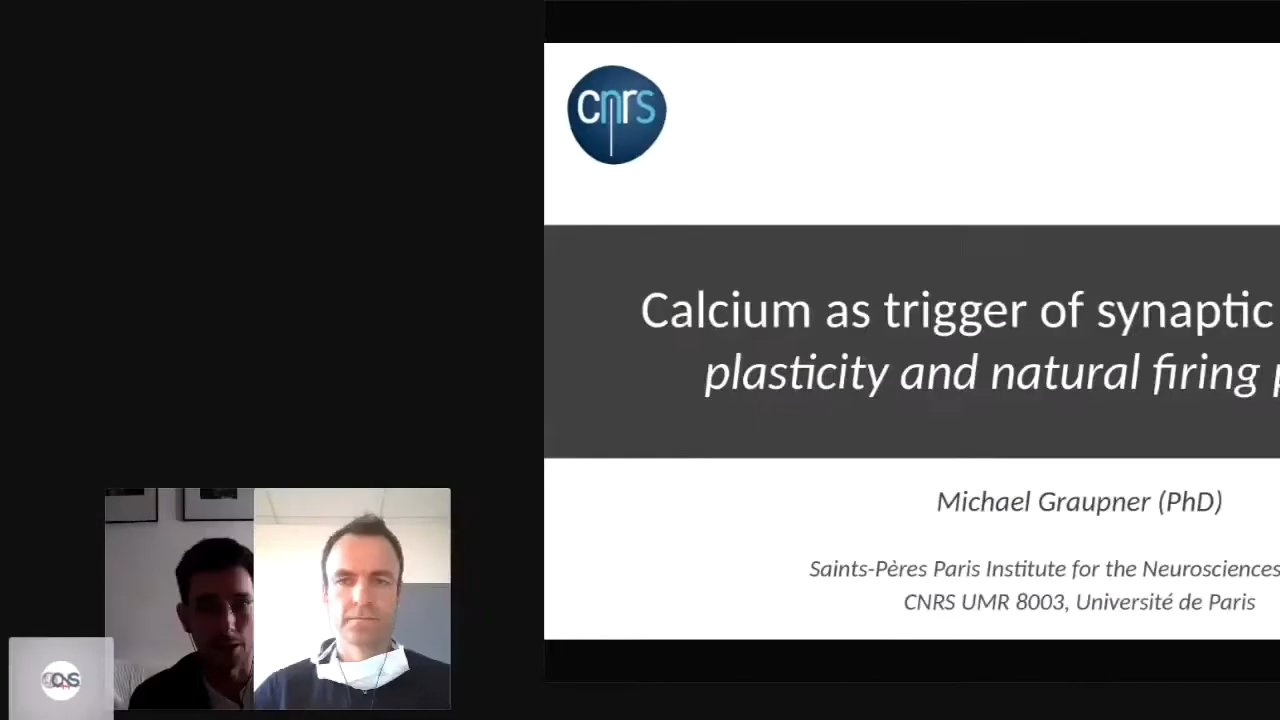 cnrs
Calcium as trigger of synaptic
plasticity and natural firing
Michael Graupner (PhD)
Saints-Pères Paris Institute for the Neurosciences
CNRS UMR 8003, Université de Paris